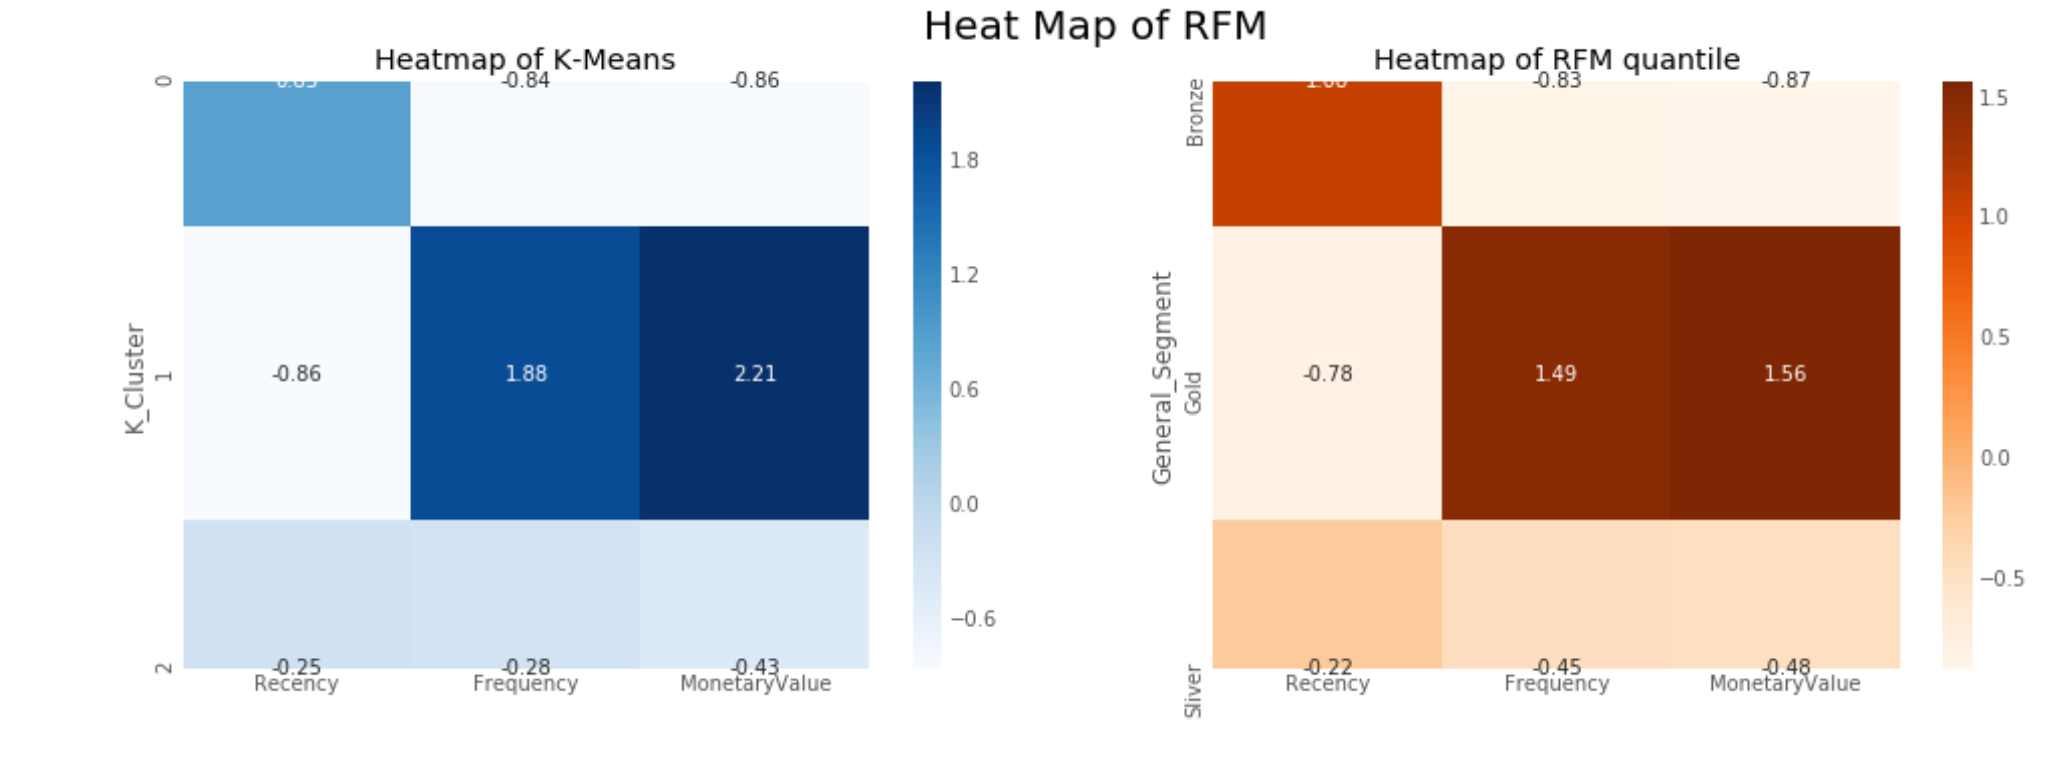 Heat Map of RFM
Heatmap of K-Means
0
-0.84
-0.86
K_Cluster
1
-0.86
1.88
2.21
2
-0.25
-0.28
-0.43
Recency
Frequency
MonetaryValue
1.8
1.2
0.6
0.0
−0.6
Heatmap of RFM quantile
Bronze
-0.83
-0.87
General_Segment
Gold
-0.78
1.49
1.56
Sliver
-0.22
-0.45
-0.48
Recency
Frequency
MonetaryValue
1.5
1.0
0.5
0.0
−0.5